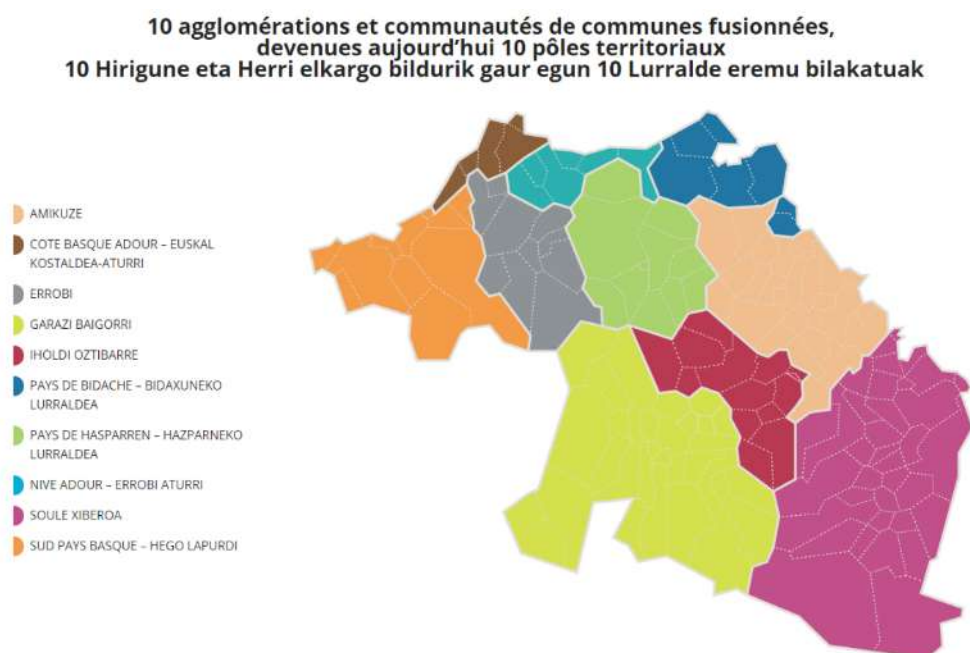 10 agglomérations et communautés de communes fusionnées,
devenues aujourd’hui 10 pôles territoriaux
10 Hirigune eta Herri elkargo bildurik gaur egun 10 Lurralde eremu bilakatuak
AMIKUZE
COTE BASQUE ADOUR – EUSKAL
KOSTALDEA-ATURRI
ERROBI
GARAZI BAIGORRI
IHOLDI OZTIBARRE
PAYS DE BIDACHE – BIDAXUNEKO
LURRALDEA
PAYS DE HASPARREN – HAZPARNEKO
LURRALDEA
NIVE ADOUR – ERROBI ATURRI
SOULE XIBEROA
SUD PAYS BASQUE – HEGO LAPURDI